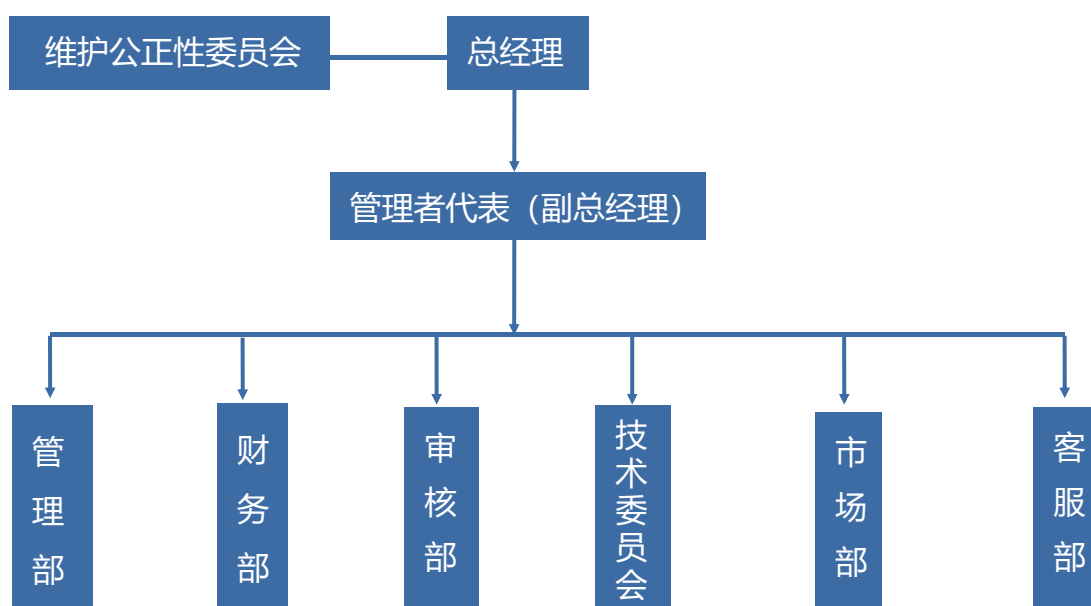 维护公正性委员会
总经理
管理者代表（副总经理）
管理部
财务部
审核部
技术委员会
市场部
客服部